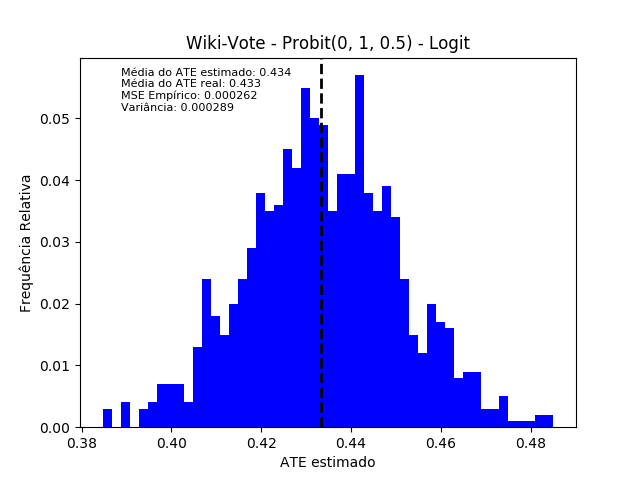 Wiki-Vote - Probit(0, 1, 0.5) - Logit
Média do ATE estimado: 0.434
Média do ATE real: 0.433
MSE Empírico: 0.000262
Variância: 0.000289
0.05
0.04
0.03
0.02
0.01
0.00
Frequência Relativa
0.38 0.40 0.42 0.44 0.46 0.48
ATE estimado